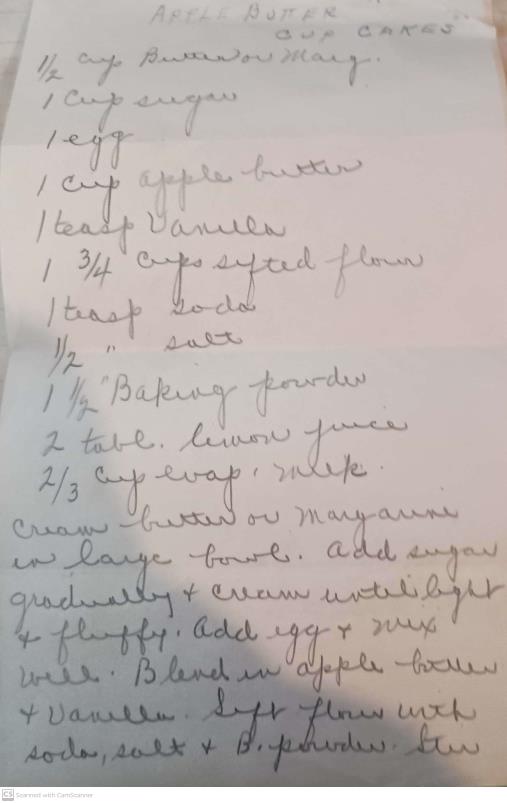 APPLE BUTTER
CUP CAKES
1/2 cup Butter or Marg.
1 Cup sugar
1 egg
1 cup apple butter
1 teasp Vanilla
1 3/4 cups sifted flour
1 teasp soda
1/2 " salt
1 1/2 " Baking powder
2 table. lemon juice
2/3 cup evap. milk.
Cream butter or Margarine
in large bowl. Add sugar
gradually + cream until light
+ fluffy. Add egg + mix
well. Blend in apple butter
+ Vanilla. Sift flour with
soda, salt + B. powder. Stir
CS Scanned with CamScanner